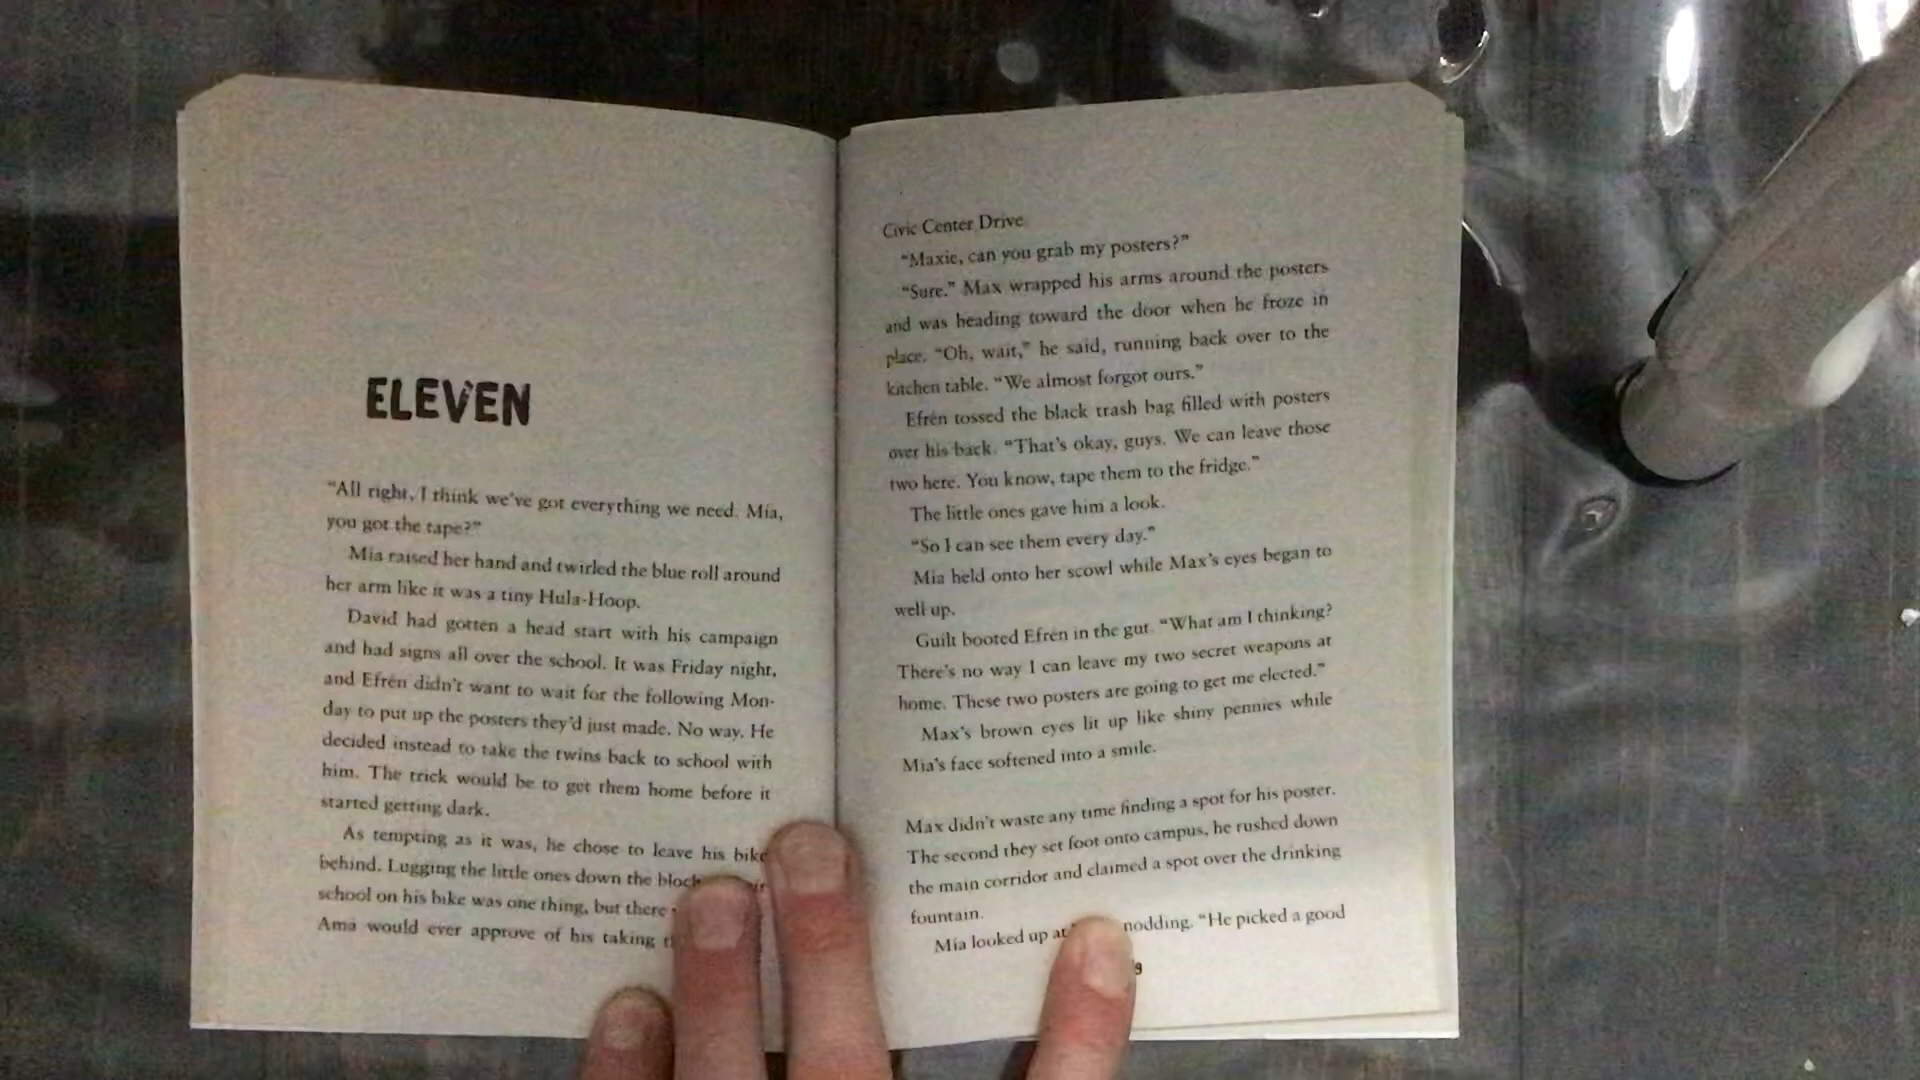 ELEVEN
“All right, I think we’ve got everything we need. Mía,
you got the tape?”
Mía raised her hand and twirled the blue roll around
her arm like it was a tiny Hula-Hoop.
David had gotten a head start with his campaign
and had signs all over the school. It was Friday night,
and Efrén didn’t want to wait for the following Mon-
day to put up the posters they’d just made. No way. He
decided instead to take the twins back to school with
him. The trick would be to get them home before it
started getting dark.
As tempting as it was, he chose to leave his bike
behind. Lugging the little ones down the block
school on his bike was one thing, but there
Ama would ever approve of his taking
Civic Center Drive
“Maxie, can you grab my posters?”
“Sure.” Max wrapped his arms around the posters
and was heading toward the door when he froze in
place. “Oh, wait,” he said, running back over to the
kitchen table. “We almost forgot ours.”
Efrén tossed the black trash bag filled with posters
over his back. “That’s okay, guys. We can leave those
two here. You know, tape them to the fridge.”
The little ones gave him a look.
“So I can see them every day.”
Mía held onto her scowl while Max’s eyes began to
well up.
Guilt booted Efrén in the gut. “What am I thinking?
There’s no way I can leave my two secret weapons at
home. These two posters are going to get me elected.”
Max’s brown eyes lit up like shiny pennies while
Mía’s face softened into a smile.
Max didn’t waste any time finding a spot for his poster.
The second they set foot onto campus, he rushed down
the main corridor and claimed a spot over the drinking
fountain.
Mía looked up at nodding. “He picked a good